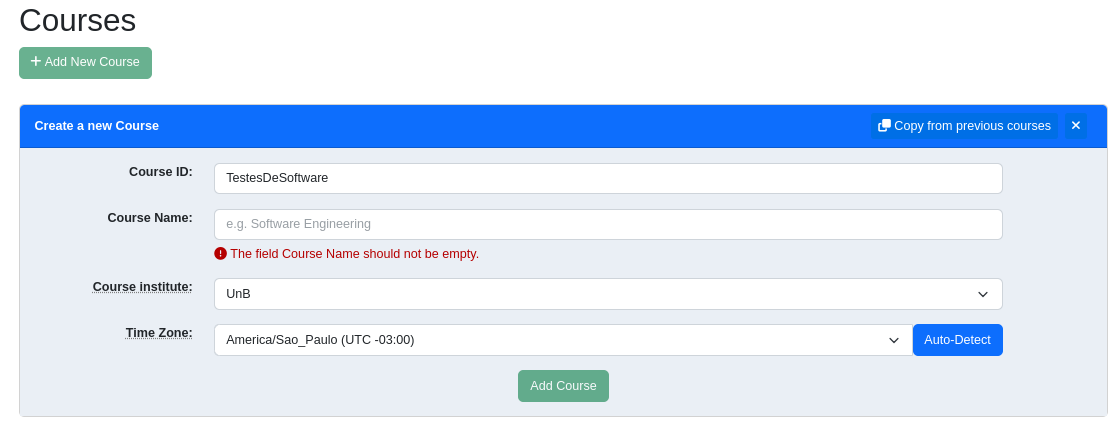 Courses
+ Add New Course
Create a new Course
Copy from previous courses
Course ID:
TestesDeSoftware
Course Name:
e.g. Software Engineering
The field Course Name should not be empty.
Course institute:
UnB
Time Zone:
America/Sao_Paulo (UTC -03:00)
Auto-Detect
Add Course